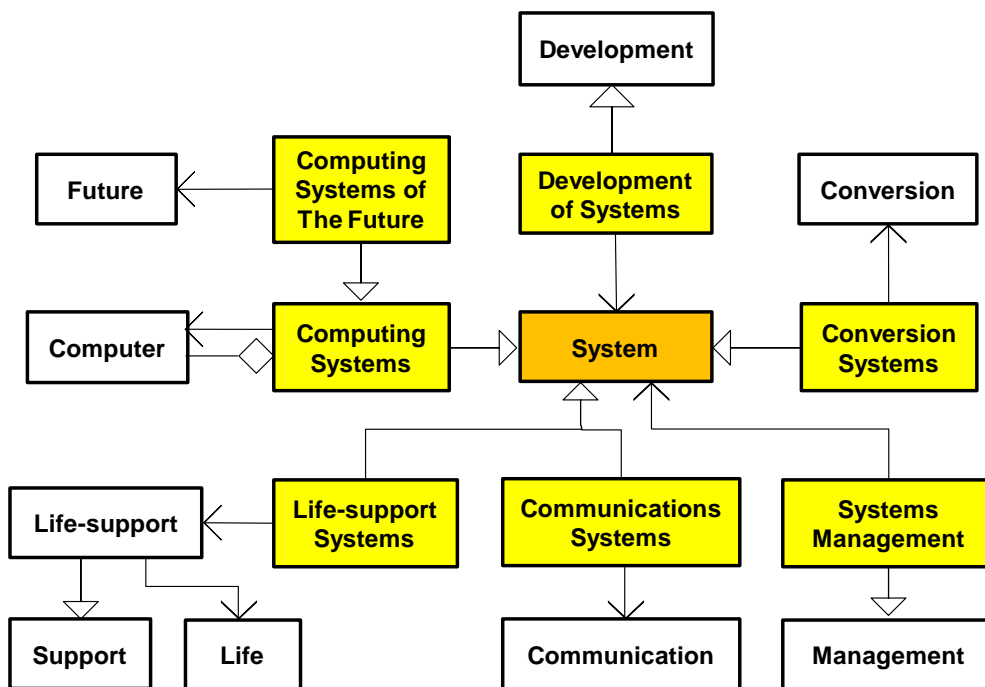 Development
Computing
Systems of
The Future
Future
Development
of Systems
Conversion
Computer
Computing
Systems
System
Conversion
Systems
Life-support
Life-support
Systems
Communications
Systems
Systems
Management
Support
Life
Communication
Management